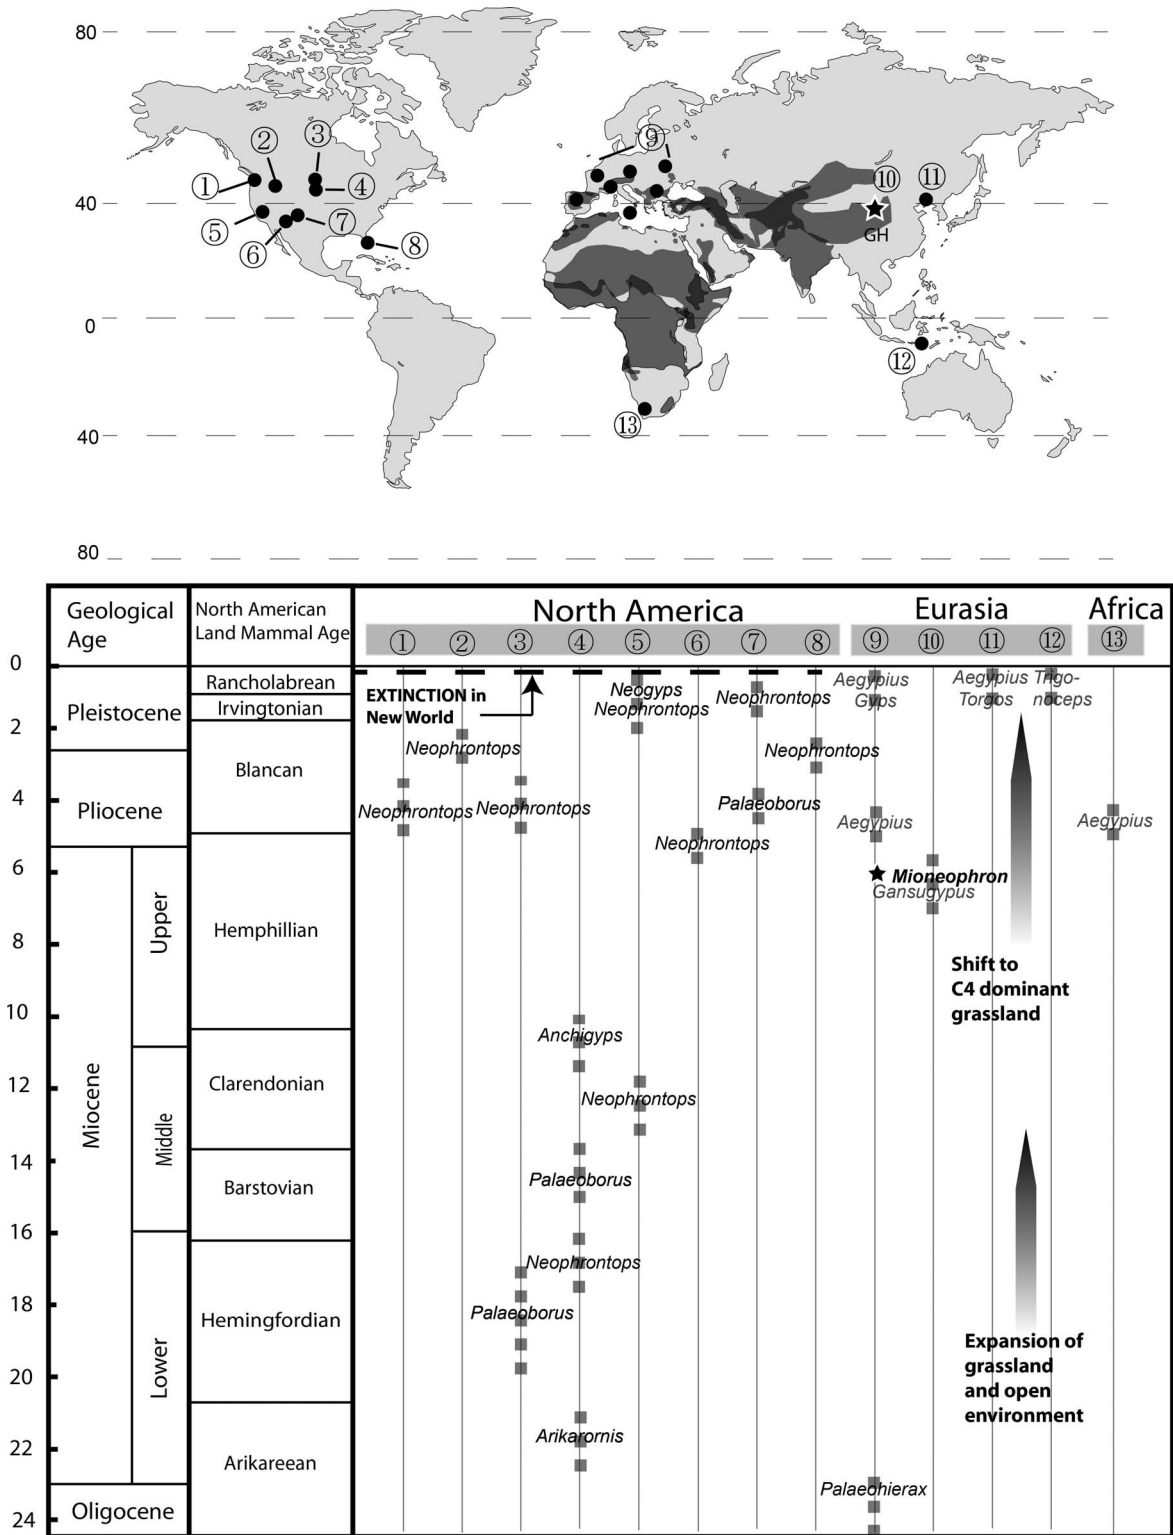 80
③
②
⑨
④
①
⑩
⑪
40
GH
⑤
⑦
⑥
⑧
0
⑫
⑬
40
80
Geological
Age
North American
Land Mammal Age
North America
Eurasia
Africa
① ② ③ ④ ⑤ ⑥ ⑦ ⑧ ⑨ ⑩ ⑪ ⑫ ⑬
0
Rancholabrean
EXTINCTION in
New World
Neogyps
Neophrontops
Neophrontops
Aegypius
Gyps
Aegypius
Torgos
Trigo-
noceps
Pleistocene
Irvingtonian
2
Neophrontops
Neophrontops
Blancan
4
Pliocene
Neophrontops
Neophrontops
Palaeoborus
Aegypius
Aegypius
Neophrontops
6
Mioneophron
Gansugypus
Upper
Hemphillian
8
Shift to
C4 dominant
grassland
10
Anchigyps
Miocene
Clarendonian
12
Neophrontops
Middle
14
Barstovian
Palaeoborus
16
Neophrontops
18
Palaeoborus
Hemingfordian
Lower
Expansion of
grassland
and open
environment
20
22
Arikarornis
Arikareean
Palaeohierax
Oligocene
24